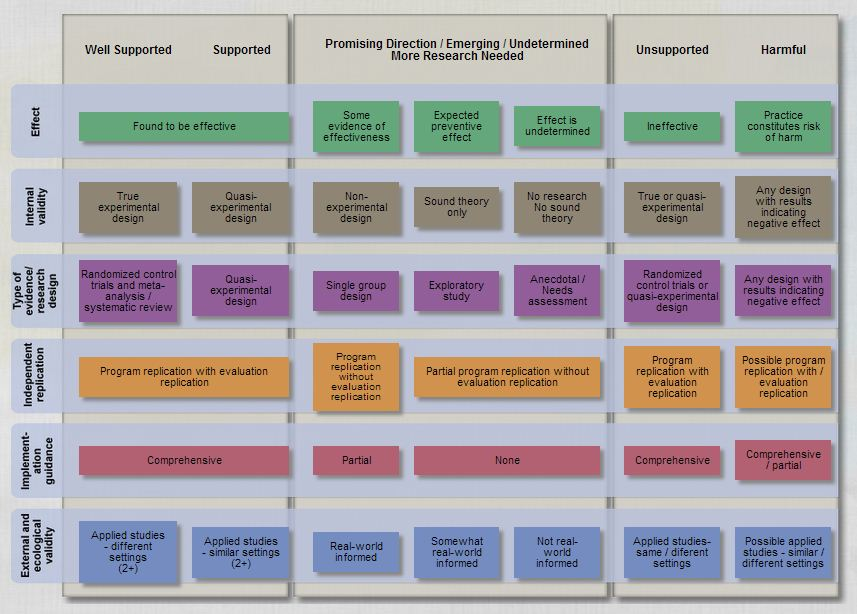 Well Supported
Supported
Promising Direction / Emerging / Undetermined
More Research Needed
Unsupported
Harmful
Effect
Found to be effective
Some
evidence of
effectiveness
Expected
preventive
effect
Effect is
undetermined
Ineffective
Practice
constitutes risk
of harm
Internal
validity
True
experimental
design
Quasi-
experimental
design
Non-
experimental
design
Sound theory
only
No research
No sound
theory
True or quasi-
experimental
design
Any design
with results
indicating
negative effect
Type of
evidence/
research
design
Randomized control
trials and meta-
analysis /
systematic review
Quasi-
experimental
design
Single group
design
Exploratory
study
Anecdotal /
Needs
assessment
Randomized
control trials or
quasi-experimental
design
Any design with
results indicating
negative effect
Independent
replication
Program replication with evaluation
replication
Program
replication
without
evaluation
replication
Partial program replication without
evaluation replication
Program
replication with
evaluation
replication
Possible program
replication with /
evaluation
replication
Implement-
ation
guidance
Comprehensive
Partial
None
Comprehensive
Comprehensive
/ partial
External and
ecological
validity
Applied studies
- different
settings
(2+)
Applied studies
- similar settings
(2+)
Real-world
informed
Somewhat
real-world
informed
Not real-
world
informed
Applied studies-
same / diferent
settings
Possible applied
studies - similar /
different settings